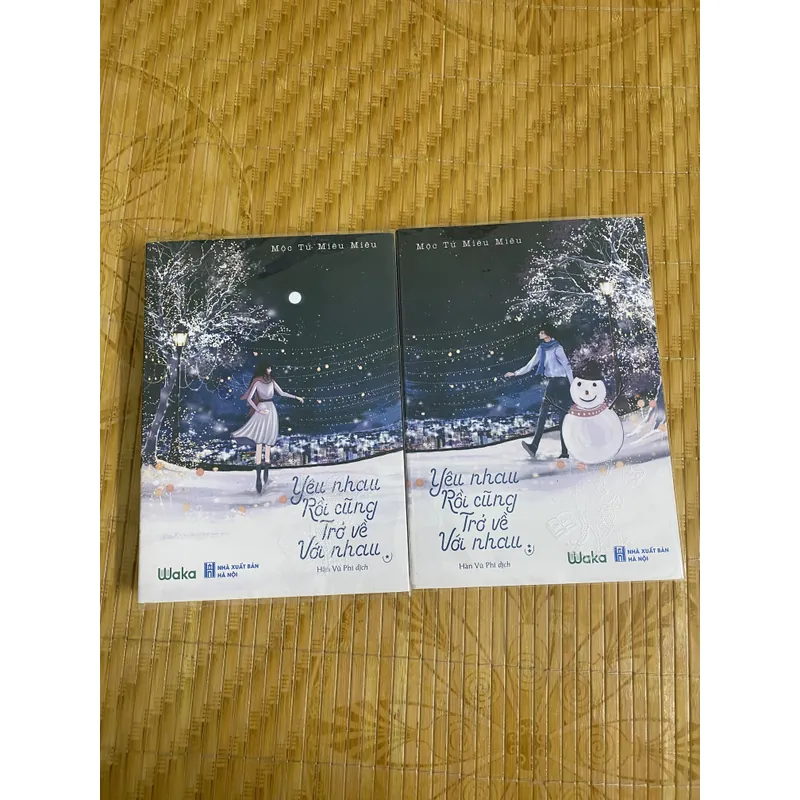 Mộc Tử Miêu Miêu
Yêu nhau
Rồi cũng
Trở về
Với nhau
Hàn Vũ Phi dịch
Waka
NHÀ XUẤT BẢN
HÀ NỘI
Mộc Tử Miêu Miêu
Yêu nhau
Rồi cũng
Trở về
Với nhau
Hàn Vũ Phi dịch
Waka
NHÀ XUẤT BẢN
HÀ NỘI